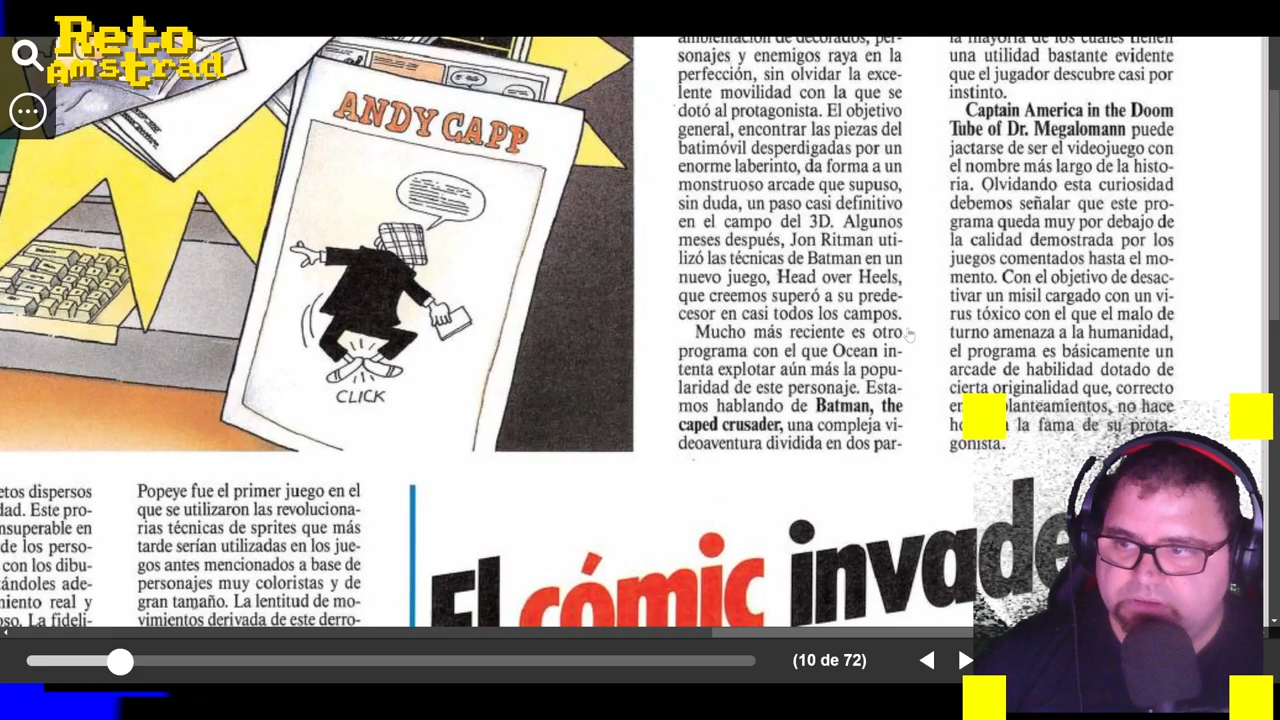 Reto
Amstrad
ANDY CAPP
CLICK
ambientación de decorados, per-
sonajes y enemigos raya en la
perfección, sin olvidar la exce-
lente movilidad con la que se
dotó al protagonista. El objetivo
general, encontrar las piezas del
batimóvil desperdigadas por un
enorme laberinto, da forma a un
monstruoso arcade que supuso,
sin duda, un paso casi definitivo
en el campo del 3D. Algunos
meses después, Jon Ritman uti-
lizó las técnicas de Batman en un
nuevo juego, Head over Heels,
que creemos superó a su prede-
cesor en casi todos los campos.
Mucho más reciente es otro
programa con el que Ocean in-
tenta explotar aún más la popu-
laridad de este personaje. Esta-
mos hablando de Batman, the
caped crusader, una compleja vi-
deoaventura dividida en dos par-
la mayoría de los cuales tienen
una utilidad bastante evidente
que el jugador descubre casi por
instinto.
Captain America in the Doom
Tube of Dr. Megalomann puede
jactarse de ser el videojuego con
el nombre más largo de la histo-
ria. Olvidando esta curiosidad
debemos señalar que este pro-
grama queda muy por debajo de
la calidad demostrada por los
juegos comentados hasta el mo-
mento. Con el objetivo de desac-
tivar un misil cargado con un vi-
rus tóxico con el que el malo de
turno amenaza a la humanidad,
el programa es básicamente un
arcade de habilidad dotado de
cierta originalidad que, correcto
planteamientos, no hace
la fama de su prota-
gonista.
etos dispersos
dad. Este pro-
nsuperable en
de los perso-
con los dibu-
tándoles ade-
miento real y
oso. La fideli-
Popeye fue el primer juego en el
que se utilizaron las revoluciona-
rias técnicas de sprites que más
tarde serían utilizadas en los jue-
gos antes mencionados a base de
personajes muy coloristas y de
gran tamaño. La lentitud de mo-
vimientos derivada de este derro-
El cómic invade
(10 de 72)